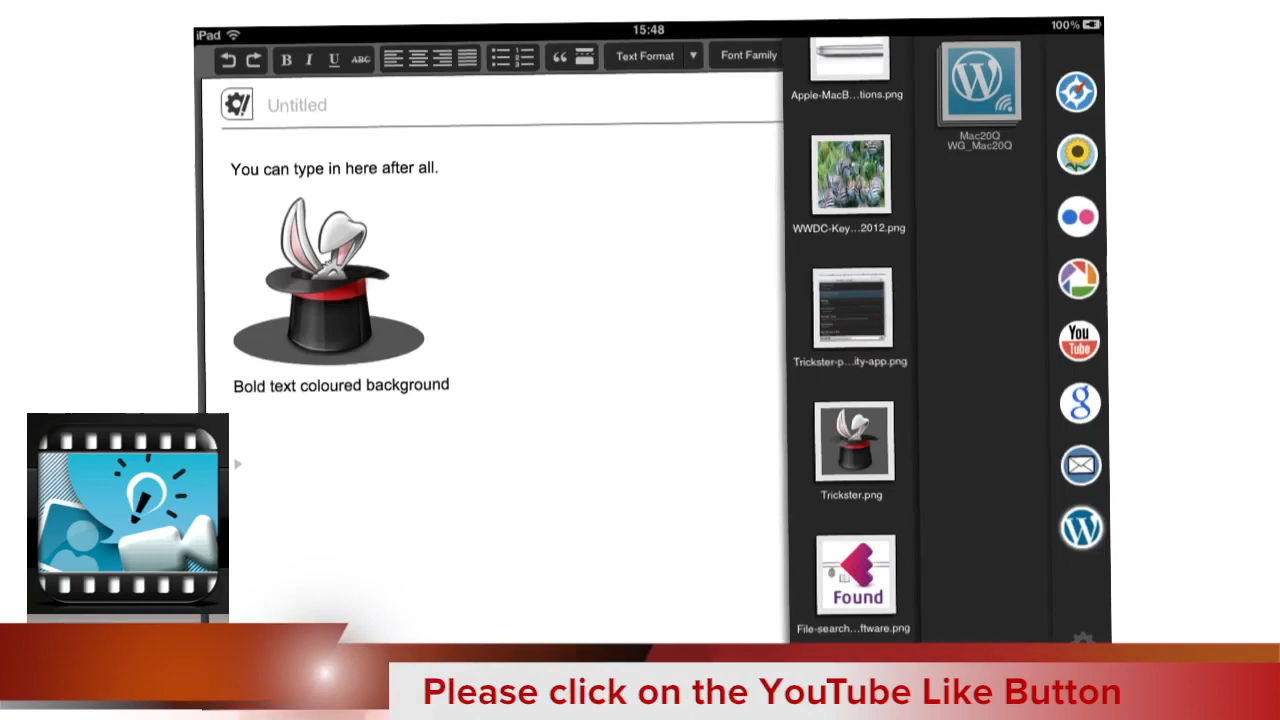 iPad
15:48
100%
B I U ABC
Text Format
Font Family
Untitled
You can type in here after all.
Bold text coloured background
Apple-MacB...tions.png
WWDC-Key...2012.png
Trickster-p...ity-app.png
Trickster.png
Found
File-search...ftware.png
Mac20Q
WG_Mac20Q
You
Tube
g
W
Please click on the YouTube Like Button